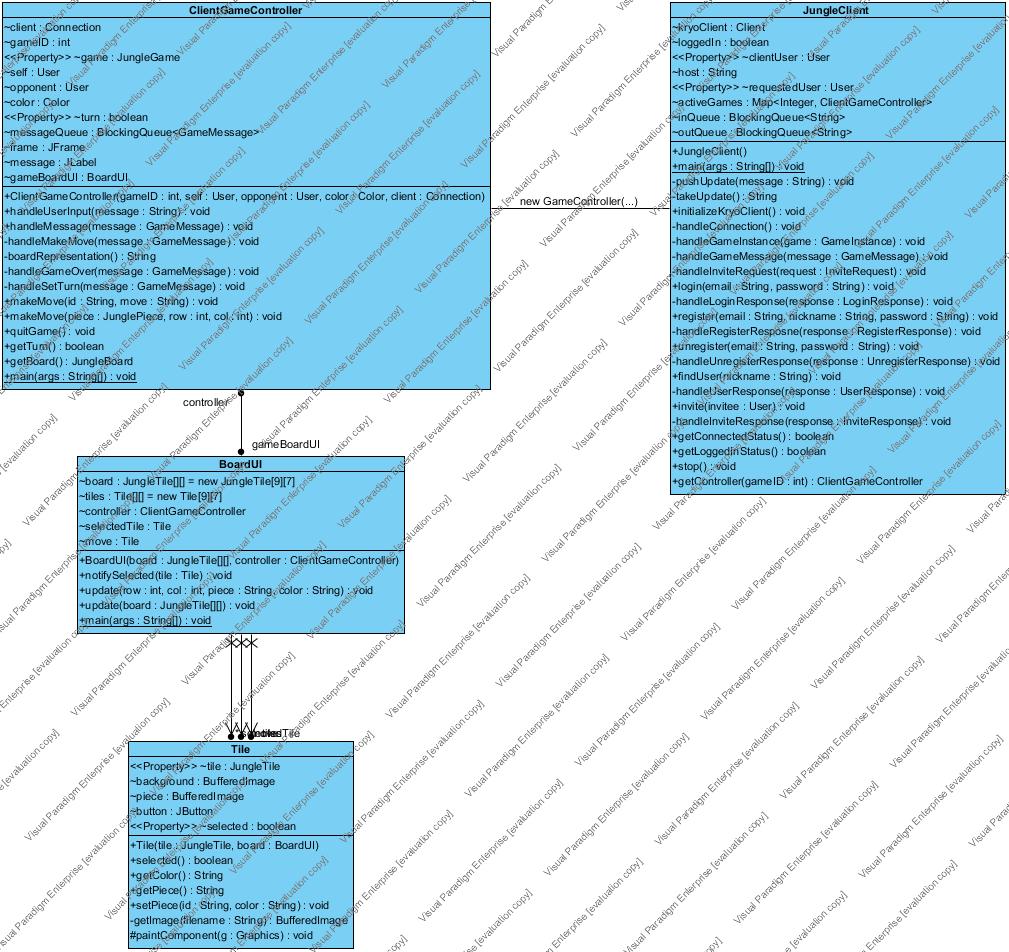 ClientGameController
~client : Connection
~gameID : int
<<Property>> ~game : JungleGame
~self : User
~opponent : User
~color : Color
<<Property>> ~turn : boolean
~messageQueue : BlockingQueue<GameMessage>
~frame : JFrame
~message : JLabel
~gameBoardUI : BoardUI
+ClientGameController(gameID : int, self : User, opponent : User, color : Color, client : Connection)
+handleUserInput(message : String) : void
+handleMessage(message : GameMessage) : void
-handleMakeMove(message : GameMessage) : void
-boardRepresentation() : String
-handleGameOver(message : GameMessage) : void
-handleSetTurn(message : GameMessage) : void
+makeMove(id : String, move : String) : void
+makeMove(piece : JunglePiece, row : int, col : int) : void
+quitGame() : void
+getTurn() : boolean
+getBoard() : JungleBoard
+main(args : String[]) : void
new GameController(...)
JungleClient
~kryoClient : Client
~loggedIn : boolean
<<Property>> ~clientUser : User
~host : String
<<Property>> ~requestedUser : User
~activeGames : Map<Integer, ClientGameController>
~inQueue : BlockingQueue<String>
~outQueue : BlockingQueue<String>
+JungleClient()
+main(args : String[]) : void
-pushUpdate(message : String) : void
-takeUpdate() : String
+initializeKryoClient() : void
-handleConnection() : void
-handleGameInstance(game : GameInstance) : void
-handleGameMessage(message : GameMessage) : void
-handleInviteRequest(request : InviteRequest) : void
+login(email : String, password : String) : void
-handleLoginResponse(response : LoginResponse) : void
+register(email : String, nickname : String, password : String) : void
-handleRegisterResposne(response : RegisterResponse) : void
+unregister(email : String, password : String) : void
-handleUnregisterResponse(response : UnregisterResponse) : void
+findUser(nickname : String) : void
-handleUserResponse(response : UserResponse) : void
+invite(invitee : User) : void
-handleInviteResponse(response : InviteResponse) : void
+getConnectedStatus() : boolean
+getLoggedInStatus() : boolean
+stop() : void
+getController(gameID : int) : ClientGameController
controller
gameBoardUI
BoardUI
~board : JungleTile[][] = new JungleTile[9][7]
~tiles : Tile[][] = new Tile[9][7]
~controller : ClientGameController
~selectedTile : Tile
~move : Tile
+BoardUI(board : JungleTile[][], controller : ClientGameController)
+notifySelected(tile : Tile) : void
+update(row : int, col : int, piece : String, color : String) : void
+update(board : JungleTile[][]) : void
+main(args : String[]) : void
Tile
<<Property>> ~tile : JungleTile
~background : BufferedImage
~piece : BufferedImage
~button : JButton
<<Property>> ~selected : boolean
+Tile(tile : JungleTile, board : BoardUI)
+selected() : boolean
+getColor() : String
+getPiece() : String
+setPiece(id : String, color : String) : void
-getImage(filename : String) : BufferedImage
#paintComponent(g : Graphics) : void
Visual Paradigm Enterprise [evaluation copy]